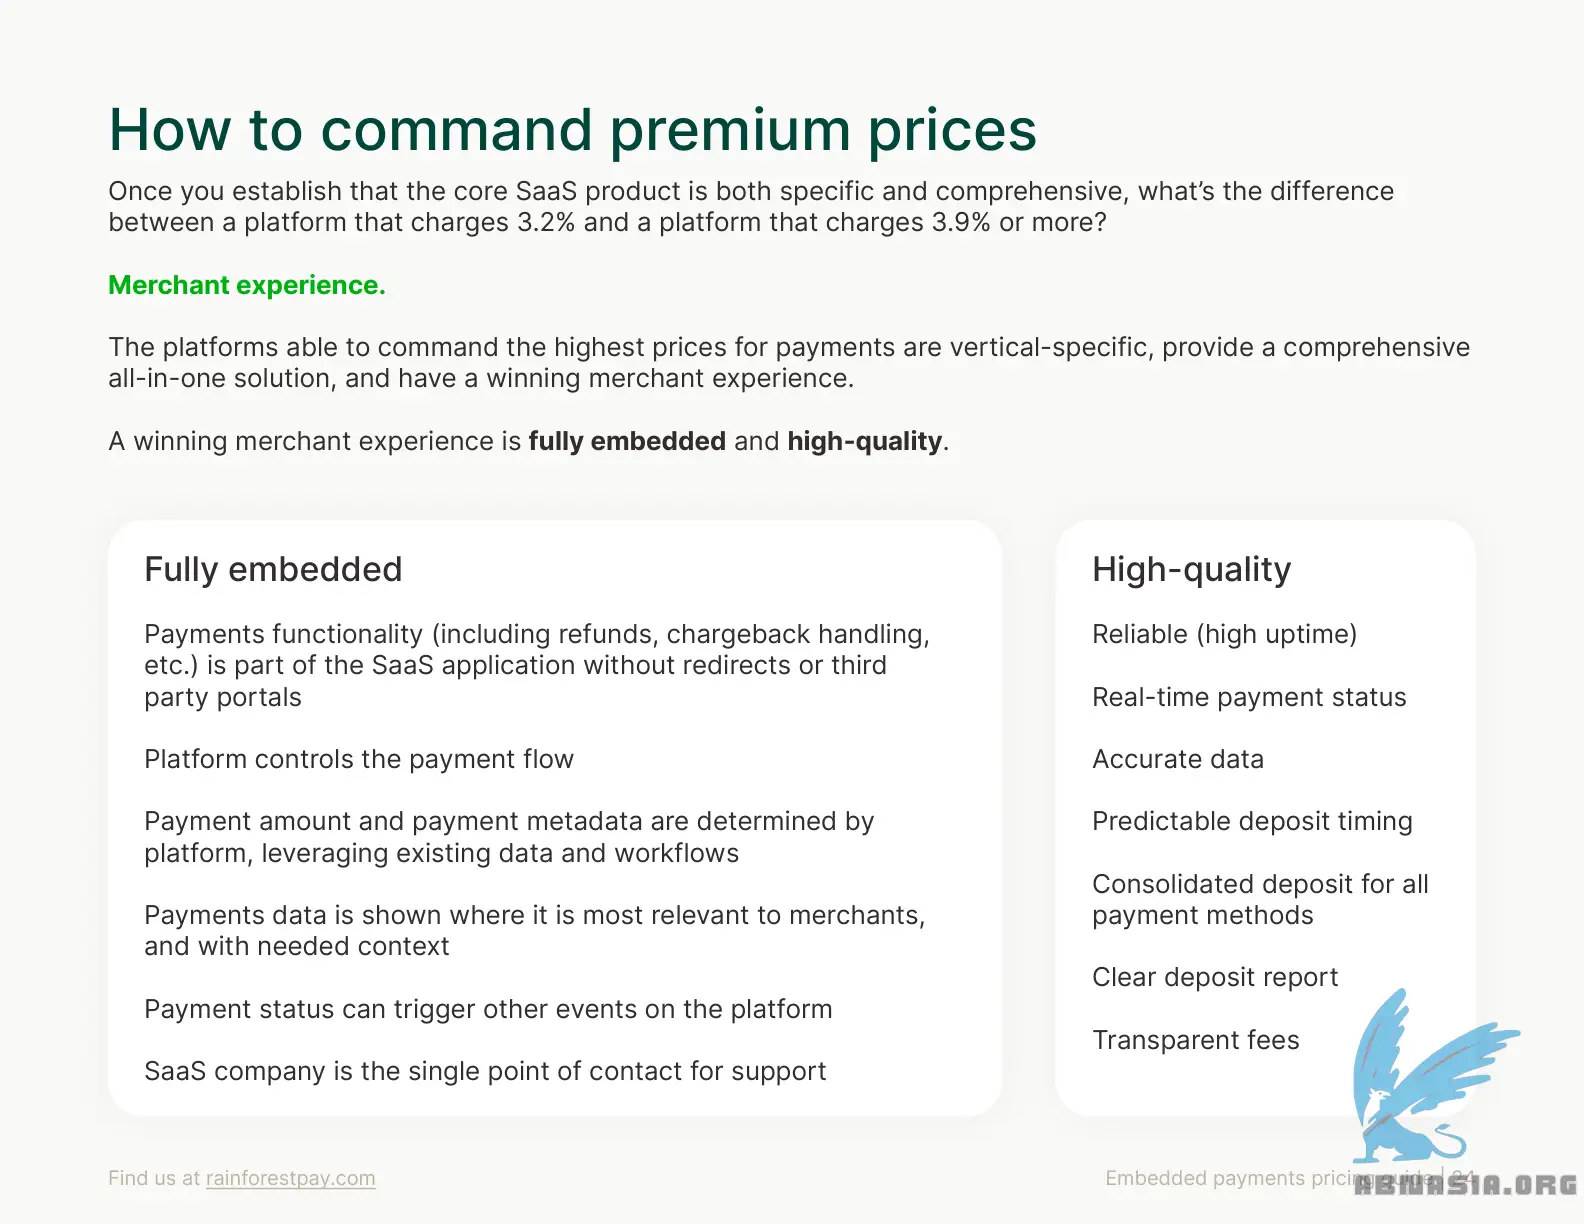 How to command premium prices
Once you establish that the core SaaS product is both specific and comprehensive, what’s the difference
between a platform that charges 3.2% and a platform that charges 3.9% or more?
Merchant experience.
The platforms able to command the highest prices for payments are vertical-specific, provide a comprehensive
all-in-one solution, and have a winning merchant experience.
A winning merchant experience is fully embedded and high-quality.
Fully embedded
Payments functionality (including refunds, chargeback handling,
etc.) is part of the SaaS application without redirects or third
party portals
Platform controls the payment flow
Payment amount and payment metadata are determined by
platform, leveraging existing data and workflows
Payments data is shown where it is most relevant to merchants,
and with needed context
Payment status can trigger other events on the platform
SaaS company is the single point of contact for support
High-quality
Reliable (high uptime)
Real-time payment status
Accurate data
Predictable deposit timing
Consolidated deposit for all
payment methods
Clear deposit report
Transparent fees
Find us at rainforestpay.com
Embedded payments pricing guide | 24
ABMASIA.ORG